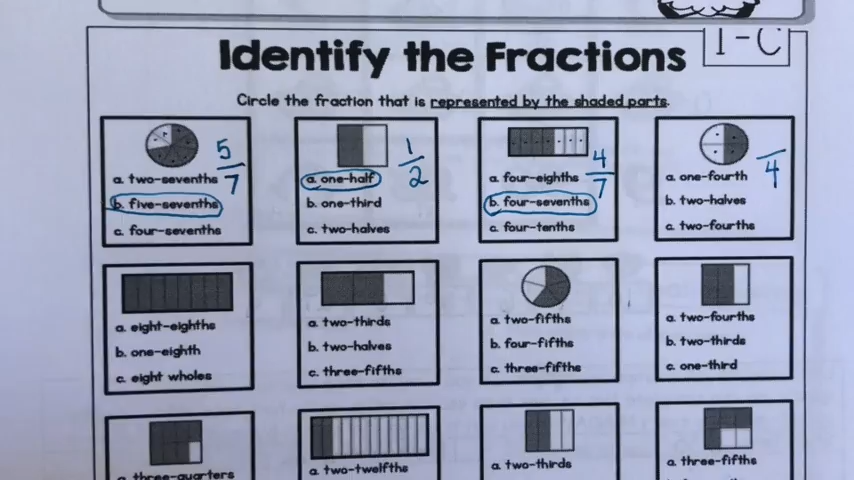 1-C
Identify the Fractions
Circle the fraction that is represented by the shaded parts.
5/7
a. two-sevenths
b. five-sevenths
c. four-sevenths
1/2
a. one-half
b. one-third
c. two-halves
4/7
a. four-eighths
b. four-sevenths
c. four-tenths
/4
a. one-fourth
b. two-halves
c. two-fourths
a. eight-eighths
b. one-eighth
c. eight wholes
a. two-thirds
b. two-halves
c. three-fifths
a. two-fifths
b. four-fifths
c. three-fifths
a. two-fourths
b. two-thirds
c. one-third
a. three-quarters
a. two-twelfths
a. two-thirds
a. three-fifths